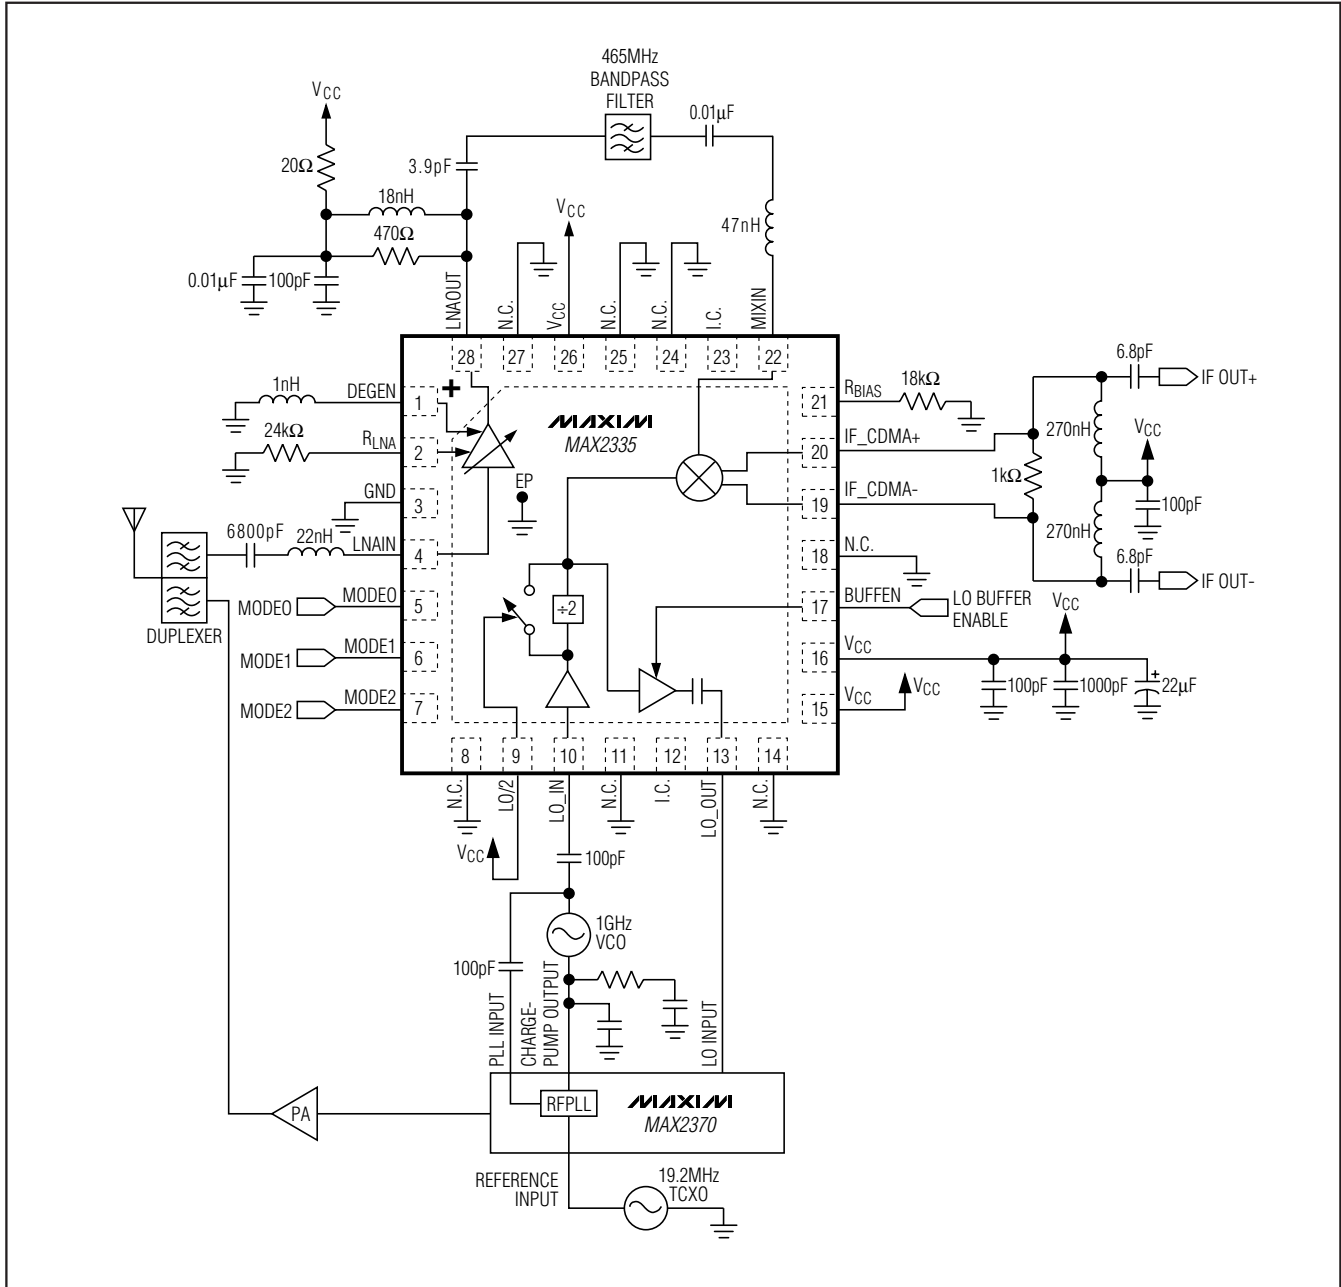 465MHz
BANDPASS
FILTER
0.01µF
VCC
20Ω
3.9pF
18nH
470Ω
0.01µF
100pF
VCC
47nH
LNAOUT
N.C.
VCC
N.C.
N.C.
I.C.
MIXIN
28
27
26
25
24
23
22
1nH
DEGEN
1
+
24kΩ
RLNA
2
GND
3
6800pF
22nH
LNAIN
4
DUPLEXER
MODE0
MODE0
5
MODE1
MODE1
6
MODE2
MODE2
7
MAXIM
MAX2335
EP
÷2
21
RBIAS
18kΩ
20
IF_CDMA+
19
IF_CDMA-
18
N.C.
17
BUFFEN
LO BUFFER
ENABLE
16
VCC
15
VCC
VCC
6.8pF
IF OUT+
270nH
VCC
1kΩ
100pF
270nH
6.8pF
IF OUT-
VCC
100pF
1000pF
+
22µF
8
9
10
11
12
13
14
N.C.
LO/2
LO_IN
N.C.
I.C.
LO_OUT
N.C.
VCC
100pF
1GHz
VCO
100pF
PLL INPUT
CHARGE-
PUMP OUTPUT
LO INPUT
PA
RFPLL
MAXIM
MAX2370
REFERENCE
INPUT
19.2MHz
TCXO